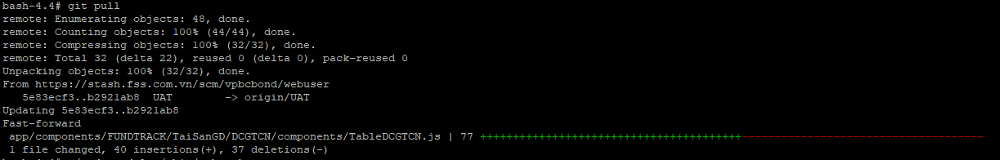 bash-4.4# git pull
remote: Enumerating objects: 48, done.
remote: Counting objects: 100% (44/44), done.
remote: Compressing objects: 100% (32/32), done.
remote: Total 32 (delta 22), reused 0 (delta 0), pack-reused 0
Unpacking objects: 100% (32/32), done.
From https://stash.fss.com.vn/scm/vpbcbond/webuser
   5e83ecf3..b2921ab8  UAT        -> origin/UAT
Updating 5e83ecf3..b2921ab8
Fast-forward
 app/components/FUNDTRACK/TaiSanGD/DCGTCN/components/TableDCGTCN.js | 77 ++++++++++++++++++++++++++++++++++++++++-------------------------------------
 1 file changed, 40 insertions(+), 37 deletions(-)